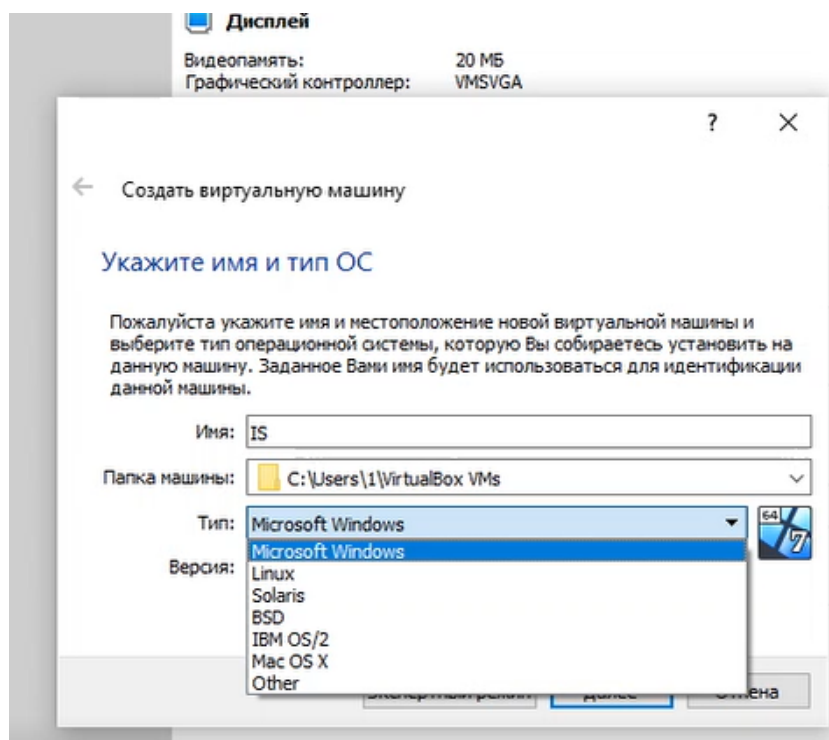 Дисплей
Видеопамять: 20 МБ
Графический контроллер: VMSVGA
?
Создать виртуальную машину
Укажите имя и тип ОС
Пожалуйста укажите имя и местоположение новой виртуальной машины и
выберите тип операционной системы, которую Вы собираетесь установить на
данную машину. Заданное Вами имя будет использоваться для идентификации
данной машины.
Имя: IS
Папка машины: C:\Users\1\VirtualBox VMs
Тип: Microsoft Windows
64
7
Microsoft Windows
Версия:
Linux
Solaris
BSD
IBM OS/2
Mac OS X
Other